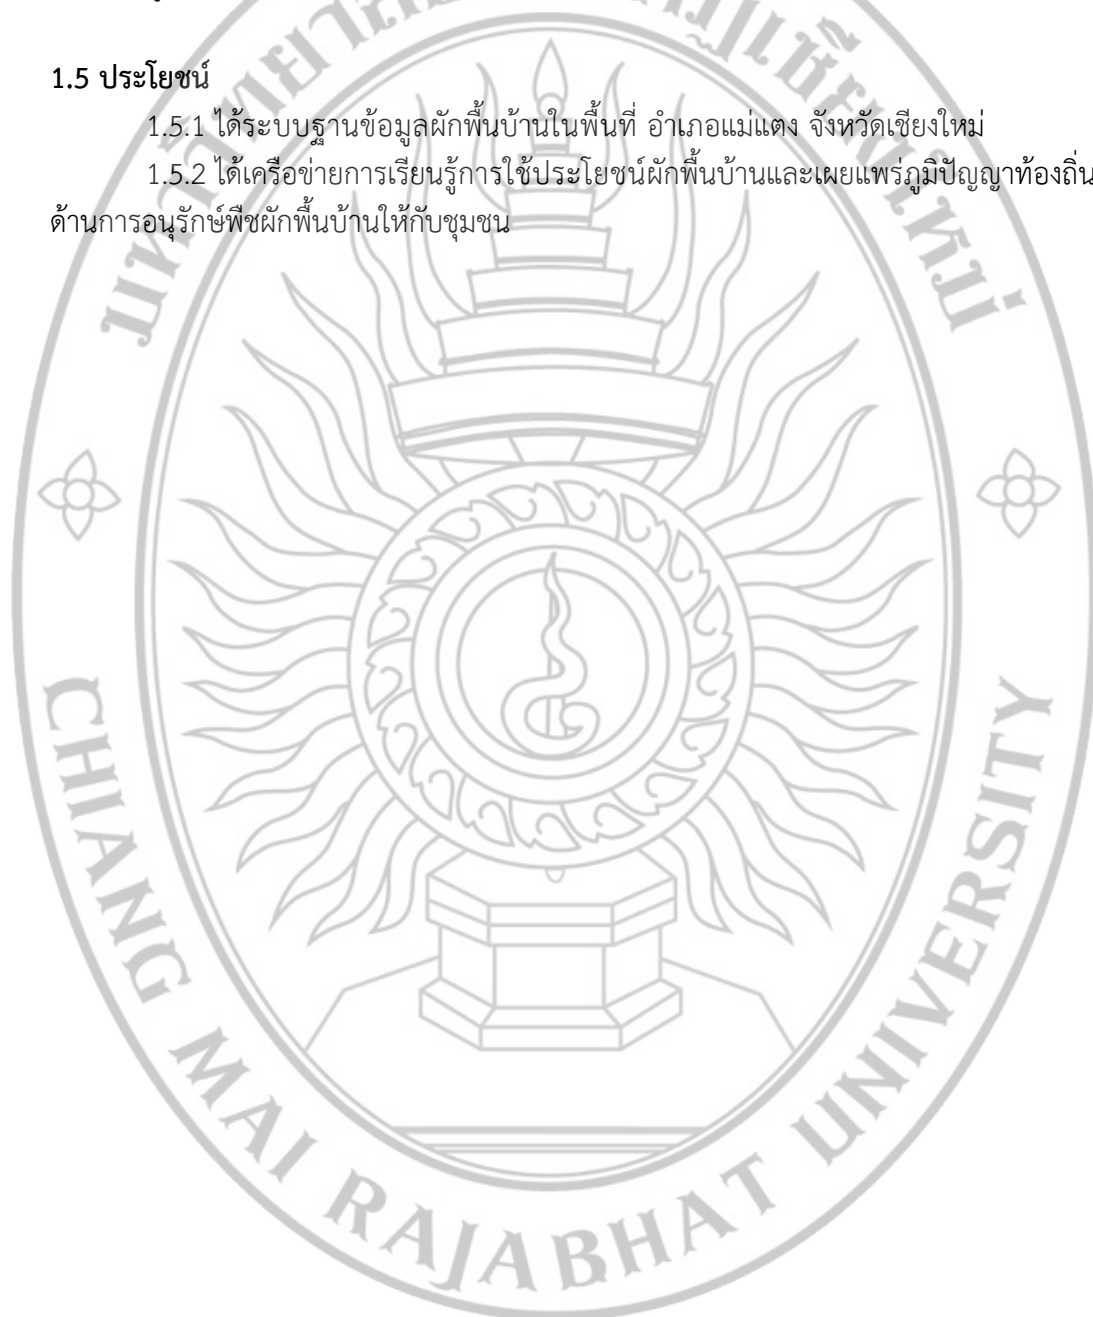 1.5 ประโยชน์
1.5.1 ได้ระบบฐานข้อมูลผักพื้นบ้านในพื้นที่ อำเภอแม่แตง จังหวัดเชียงใหม่
1.5.2 ได้เครือข่ายการเรียนรู้การใช้ประโยชน์ผักพื้นบ้านและเผยแพร่ภูมิปัญญาท้องถิ่น
ด้านการอนุรักษ์พืชผักพื้นบ้านให้กับชุมชน
CHIANG MAI RAJABHAT UNIVERSITY